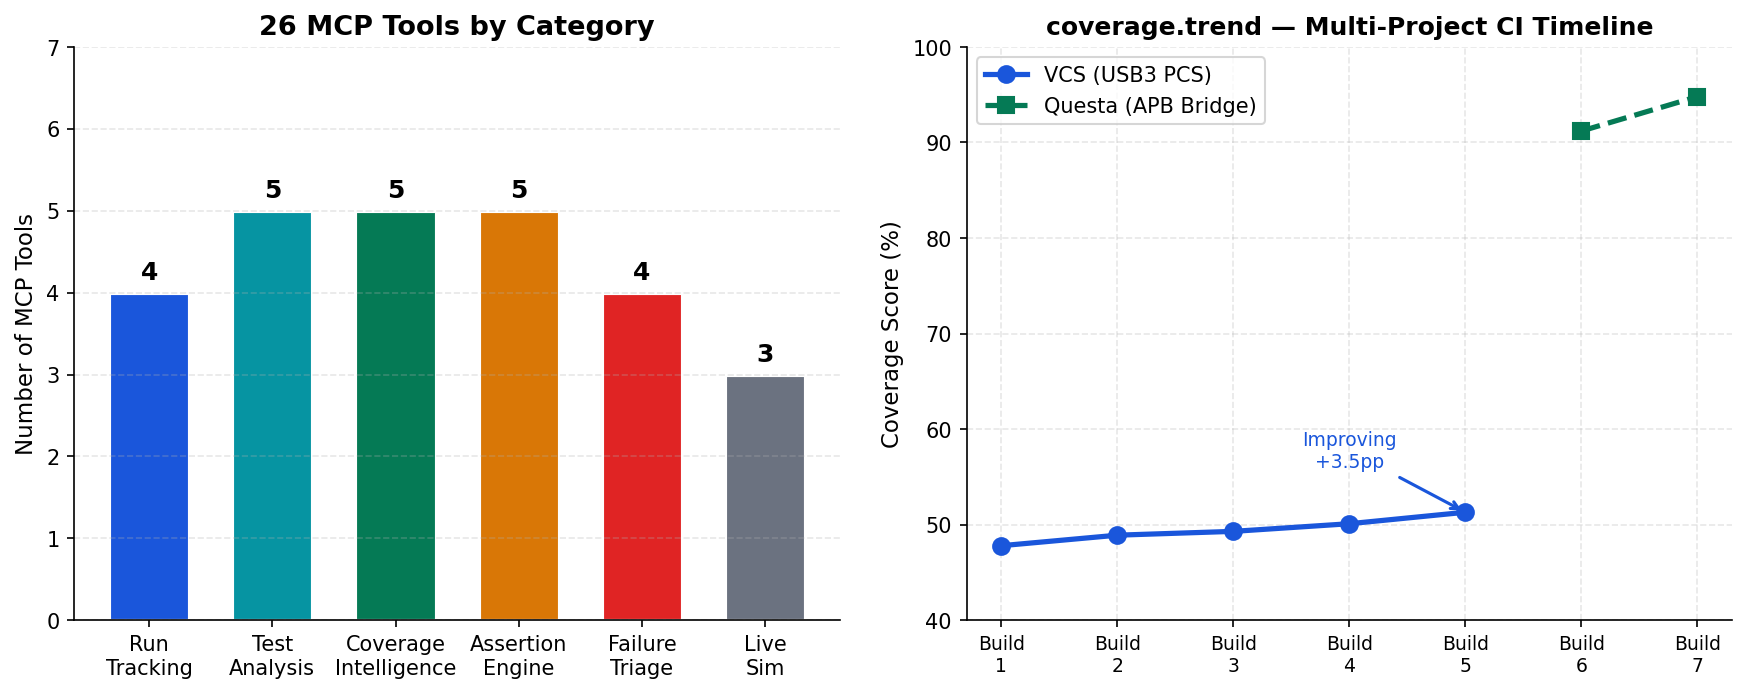 26 MCP Tools by Category
Number of MCP Tools
7
6
5
4
3
2
1
0
4
5
5
5
4
3
Run
Tracking
Test
Analysis
Coverage
Intelligence
Assertion
Engine
Failure
Triage
Live
Sim
coverage.trend — Multi-Project CI Timeline
Coverage Score (%)
100
90
80
70
60
50
40
VCS (USB3 PCS)
Questa (APB Bridge)
Improving
+3.5pp
Build
1
Build
2
Build
3
Build
4
Build
5
Build
6
Build
7